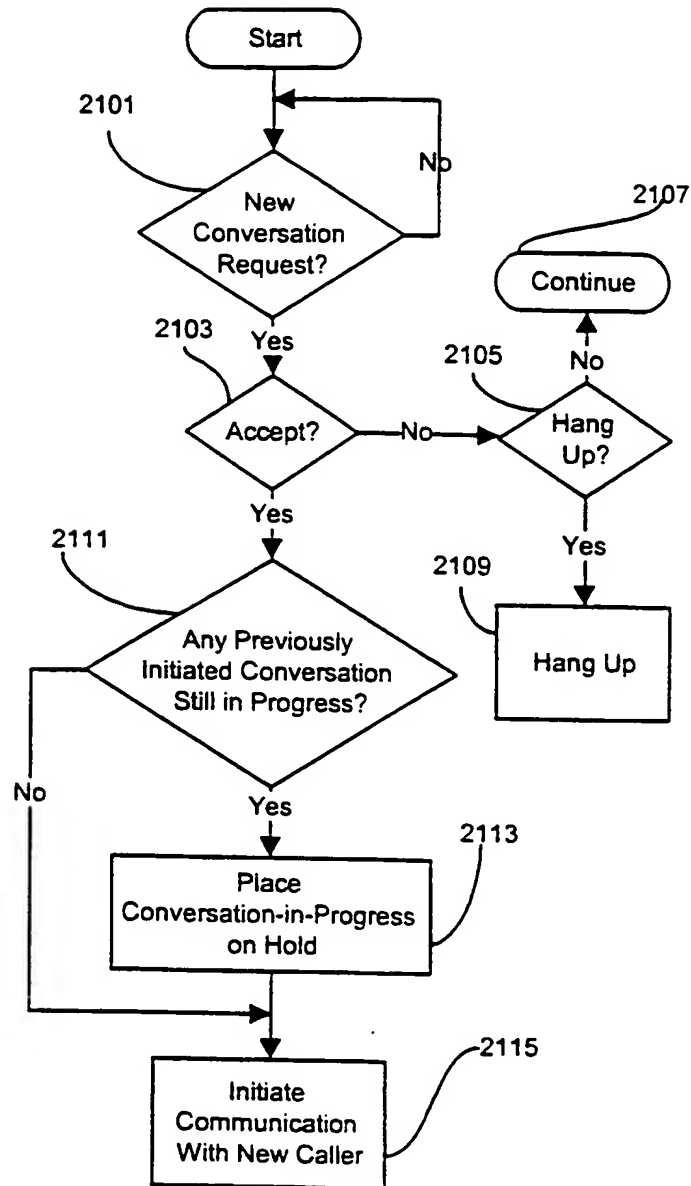 Start
2101
No
New
Conversation
Request?
2107
Continue
Yes
2103
2105
No
Accept?
No
Hang
Up?
Yes
Yes
2111
2109
Any Previously
Initiated Conversation
Still in Progress?
Hang Up
No
Yes
2113
Place
Conversation-in-Progress
on Hold
2115
Initiate
Communication
With New Caller